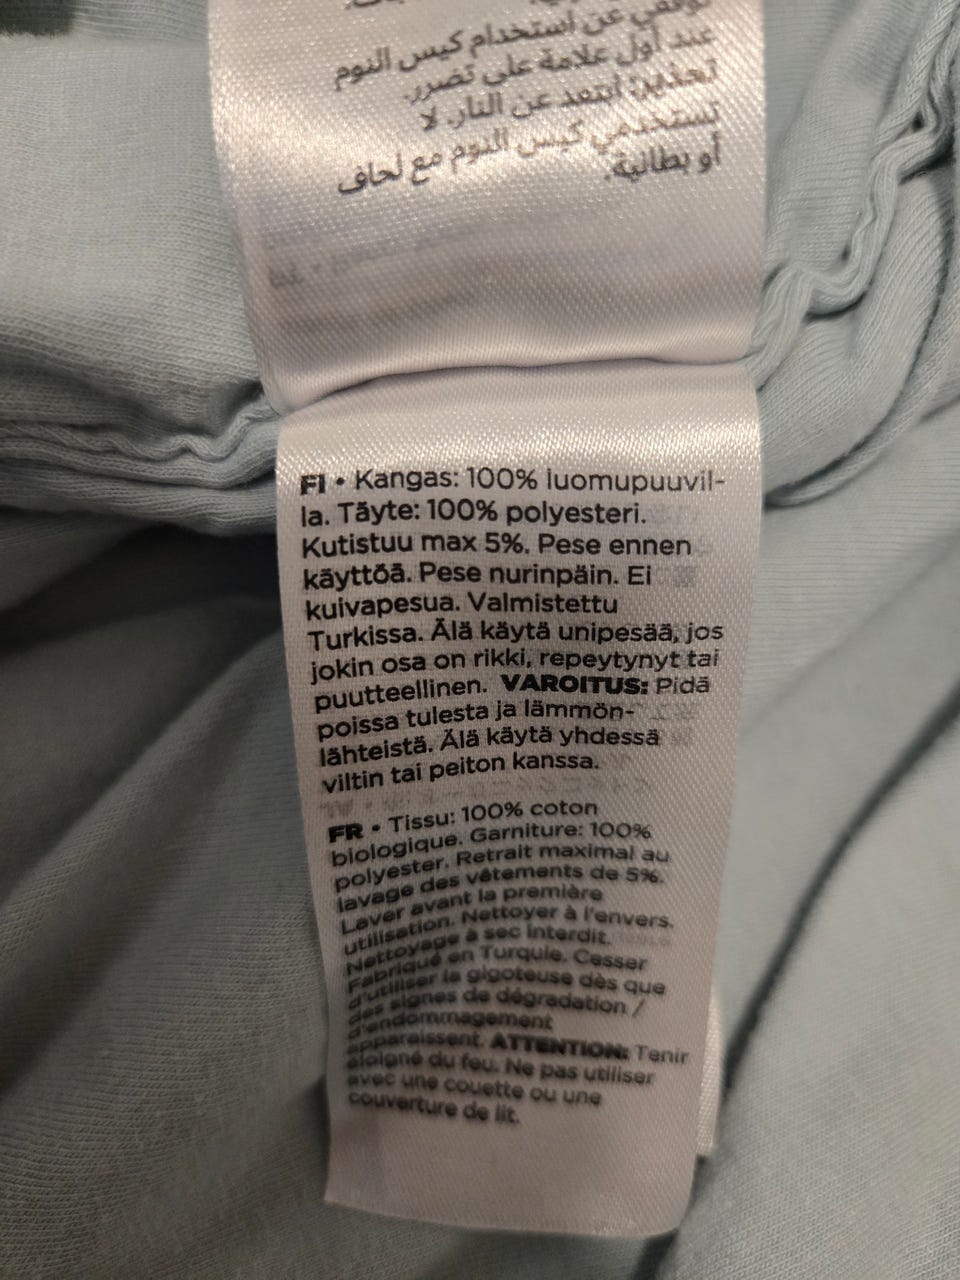 توقفي عن استخدام كيس النوم
عند أول علامة على تضرر.
تحذير: ابتعد عن النار. لا
تستخدمي كيس النوم مع لحاف
أو بطانية.
FI • Kangas: 100% luomupuuvil-
la. Täyte: 100% polyesteri.
Kutistuu max 5%. Pese ennen
käyttöä. Pese nurinpäin. Ei
kuivapesua. Valmistettu
Turkissa. Älä käytä unipesää, jos
jokin osa on rikki, repeytynyt tai
puutteellinen. VAROITUS: Pidä
poissa tulesta ja lämmön-
lähteistä. Älä käytä yhdessä
viltin tai peiton kanssa.
FR • Tissu: 100% coton
biologique. Garniture: 100%
polyester. Retrait maximal au
lavage des vêtements de 5%.
Laver avant la première
utilisation. Nettoyer à l'envers.
Nettoyage à sec interdit.
Fabriqué en Turquie. Cesser
d'utiliser la gigoteuse dès que
des signes de dégradation /
d'endommagement
apparaissent. ATTENTION: Tenir
éloigné du feu. Ne pas utiliser
avec une couette ou une
couverture de lit.